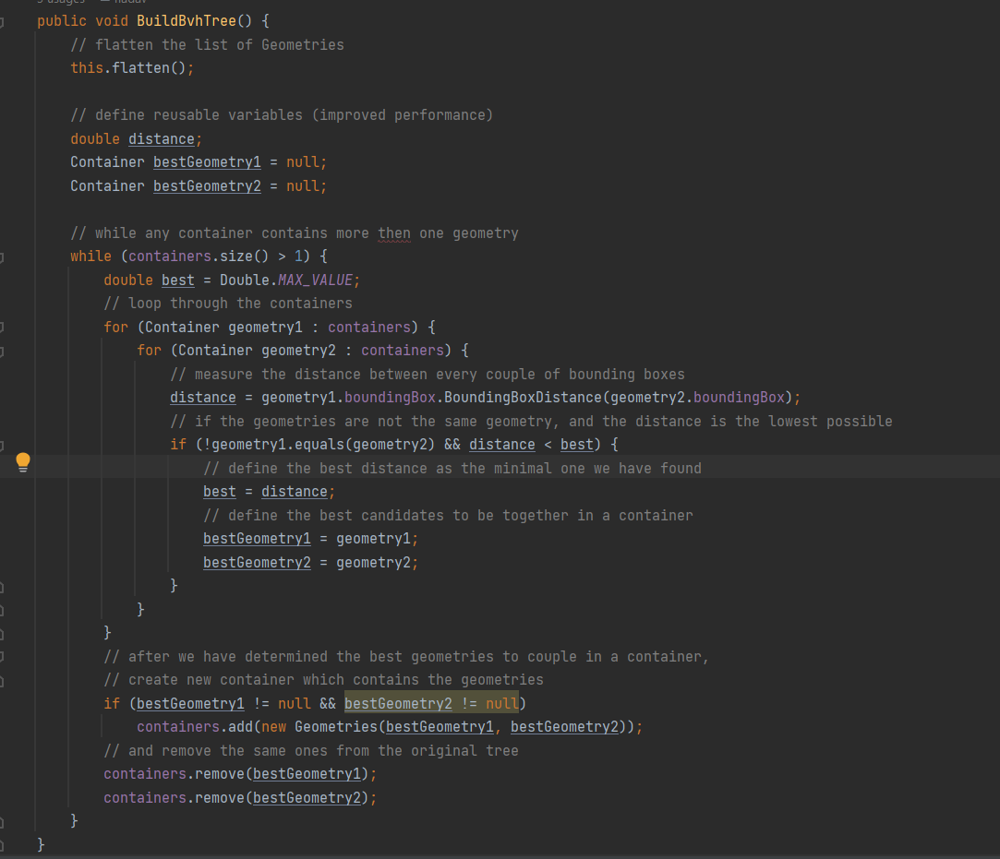 public void BuildBvhTree() {
// flatten the list of Geometries
this.flatten();
// define reusable variables (improved performance)
double distance;
Container bestGeometry1 = null;
Container bestGeometry2 = null;
// while any container contains more then one geometry
while (containers.size() > 1) {
double best = Double.MAX_VALUE;
// loop through the containers
for (Container geometry1 : containers) {
for (Container geometry2 : containers) {
// measure the distance between every couple of bounding boxes
distance = geometry1.boundingBox.BoundingBoxDistance(geometry2.boundingBox);
// if the geometries are not the same geometry, and the distance is the lowest possible
if (!geometry1.equals(geometry2) && distance < best) {
// define the best distance as the minimal one we have found
best = distance;
// define the best candidates to be together in a container
bestGeometry1 = geometry1;
bestGeometry2 = geometry2;
}
}
}
// after we have determined the best geometries to couple in a container,
// create new container which contains the geometries
if (bestGeometry1 != null && bestGeometry2 != null)
containers.add(new Geometries(bestGeometry1, bestGeometry2));
// and remove the same ones from the original tree
containers.remove(bestGeometry1);
containers.remove(bestGeometry2);
}
}